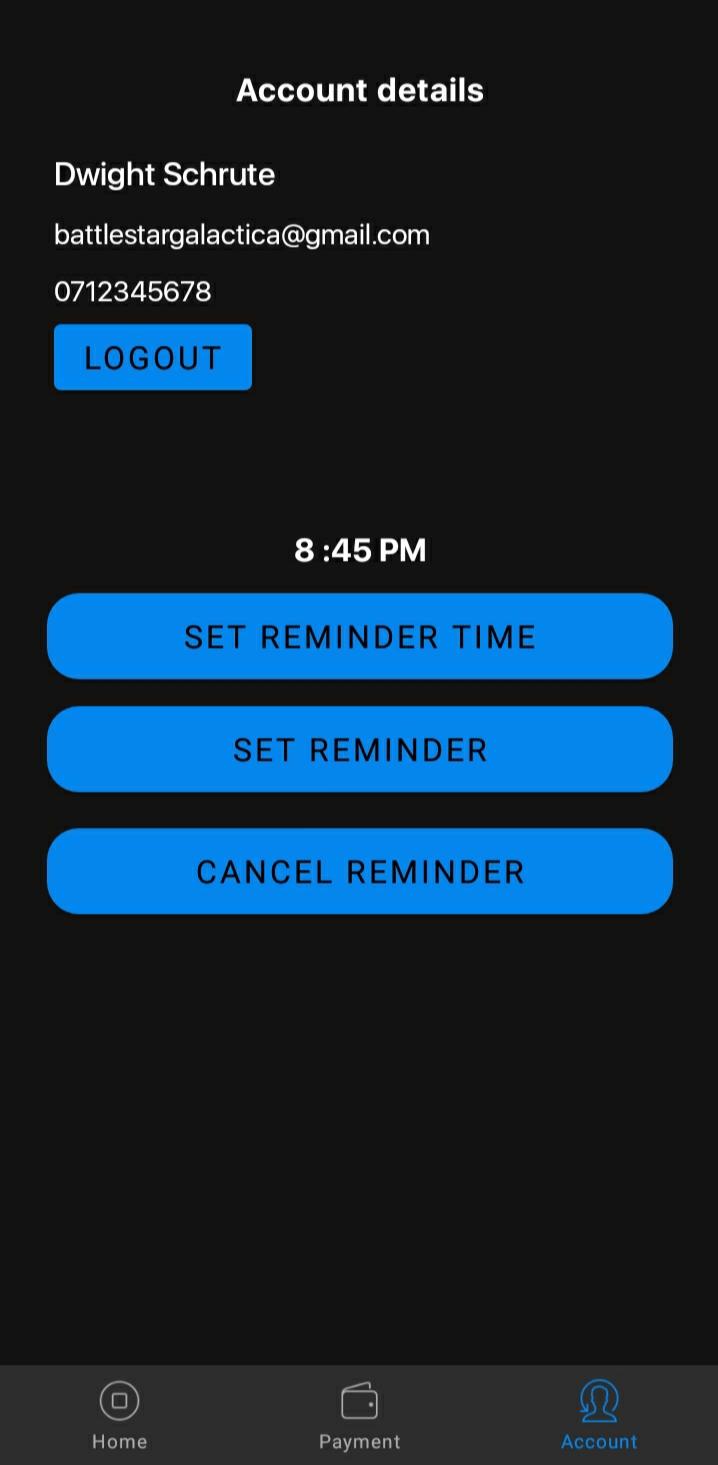 Account details
Dwight Schrute
battlestargalactica@gmail.com
0712345678
LOGOUT
8 :45 PM
SET REMINDER TIME
SET REMINDER
CANCEL REMINDER
Home Payment Account